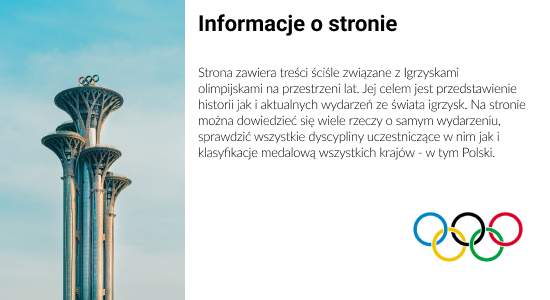 Informacje o stronie
Strona zawiera treści ściśle związane z Igrzyskami
olimpijskami na przestrzeni lat. Jej celem jest przedstawienie
historii jak i aktualnych wydarzeń ze świata igrzysk. Na stronie
można dowiedzieć się wiele rzeczy o samym wydarzeniu,
sprawdzić wszystkie dyscypliny uczestniczące w nim jak i
klasyfikacje medalową wszystkich krajów - w tym Polski.